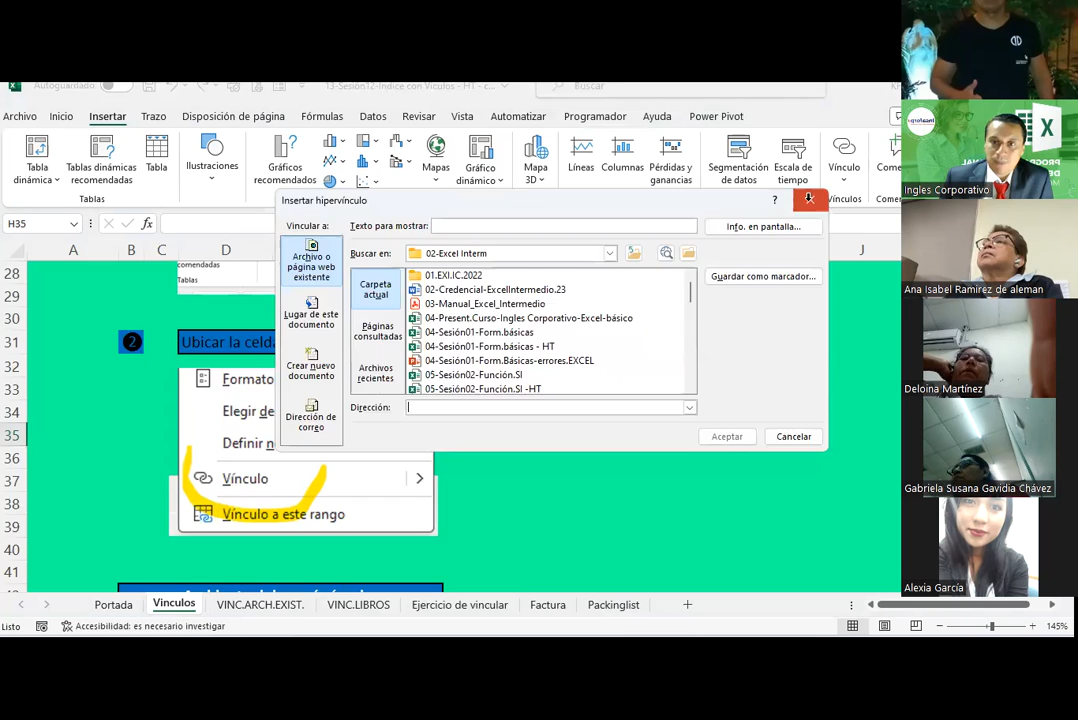 Autoguardado
13-Sesión12-Indice con Vículos - HT -
Buscar
Archivo Inicio Insertar Trazo Disposición de página Fórmulas Datos Revisar Vista Automatizar Programador Ayuda Power Pivot
Tabla dinámica
Tablas dinámicas recomendadas
Tabla
Ilustraciones
Gráficos recomendados
Mapas
Gráfico dinámico
Mapa 3D
Líneas
Columna
Pérdidas y ganancias
Segmentación de datos
Escala de tiempo
Vínculo
Tablas
H35
fx
A B C D J
28
29
30
31
32
33
34
35
36
37
38
39
40
41
comendadas
Tablas
2
Ubicar la celda
Formato
Elegir de
Definir n
Vínculo
Vínculo a este rango
Insertar hipervínculo
?
Vincular a:
Texto para mostrar:
Info. en pantalla...
Archivo o página web existente
Buscar en:
02-Excel Interm
Lugar de este documento
Crear nuevo documento
Dirección de correo
Carpeta actual
Páginas consultadas
Archivos recientes
01.EXI.IC.2022
02-Credencial-ExcelIntermedio.23
03-Manual_Excel_Intermedio
04-Present.Curso-Ingles Corporativo-Excel-básico
04-Sesión01-Form.básicas
04-Sesión01-Form.básicas - HT
04-Sesión01-Form.Básicas-errores.EXCEL
05-Sesión02-Función.SI
05-Sesión02-Función.SI -HT
Guardar como marcador...
Dirección:
Aceptar
Cancelar
Portada Vinculos VINC.ARCH.EXIST. VINC.LIBROS Ejercicio de vincular Factura Packinglist
Listo
Accesibilidad: es necesario investigar
145%
Ingles Corporativo
Ana Isabel Ramirez de aleman
Deloina Martínez
Gabriela Susana Gavidia Chávez
Alexia García